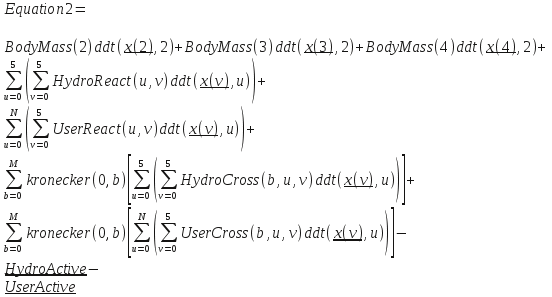 Equation2=
BodyMass(2)ddt(x(2),2)+BodyMass(3)ddt(x(3),2)+BodyMass(4)ddt(x(4),2)+
∑_{u=0}^{5}(∑_{v=0}^{5}HydroReact(u,v)ddt(x(v),u))+
∑_{u=0}^{N}(∑_{v=0}^{5}UserReact(u,v)ddt(x(v),u))+
∑_{b=0}^{M}kronecker(0,b)[∑_{u=0}^{5}(∑_{v=0}^{5}HydroCross(b,u,v)ddt(x(v),u))]+
∑_{b=0}^{M}kronecker(0,b)[∑_{u=0}^{N}(∑_{v=0}^{5}UserCross(b,u,v)ddt(x(v),u))]−
HydroActive−
UserActive